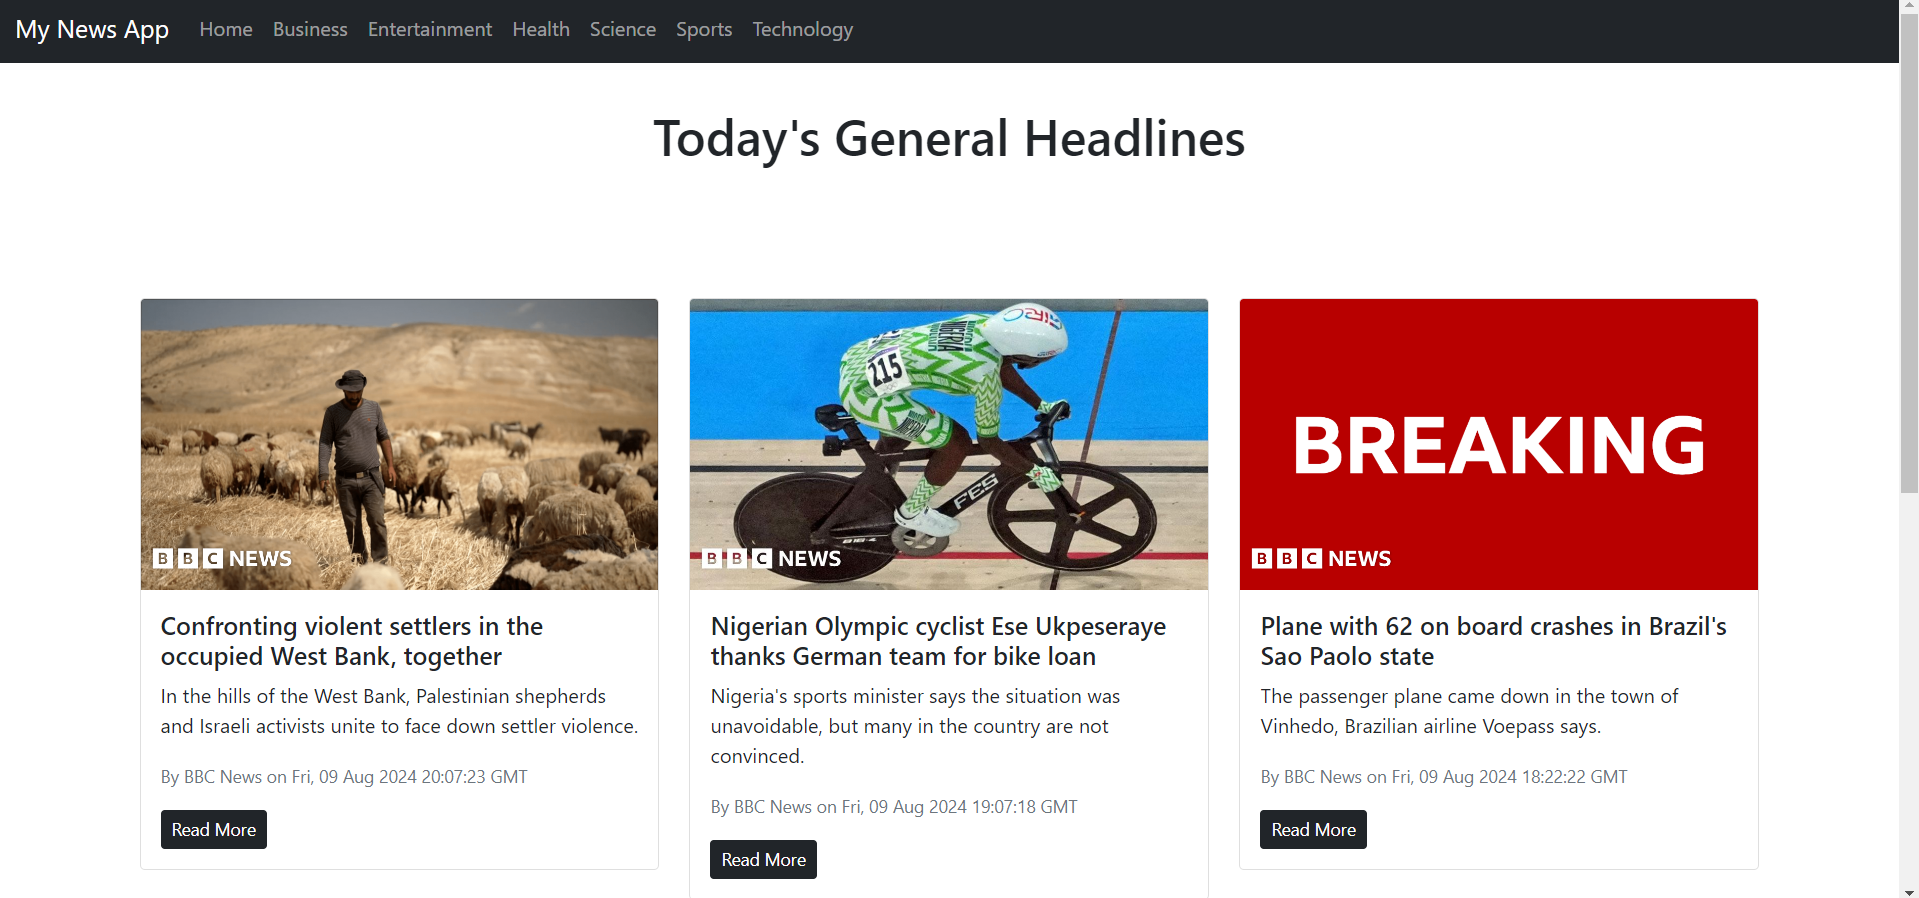 My News App Home Business Entertainment Health Science Sports Technology
Today's General Headlines
BBC NEWS
Confronting violent settlers in the
occupied West Bank, together
In the hills of the West Bank, Palestinian shepherds
and Israeli activists unite to face down settler violence.
By BBC News on Fri, 09 Aug 2024 20:07:23 GMT
Read More
NIGERIA
215
FES
BBC NEWS
Nigerian Olympic cyclist Ese Ukpeseraye
thanks German team for bike loan
Nigeria's sports minister says the situation was
unavoidable, but many in the country are not
convinced.
By BBC News on Fri, 09 Aug 2024 19:07:18 GMT
Read More
BREAKING
BBC NEWS
Plane with 62 on board crashes in Brazil's
Sao Paolo state
The passenger plane came down in the town of
Vinhedo, Brazilian airline Voepass says.
By BBC News on Fri, 09 Aug 2024 18:22:22 GMT
Read More